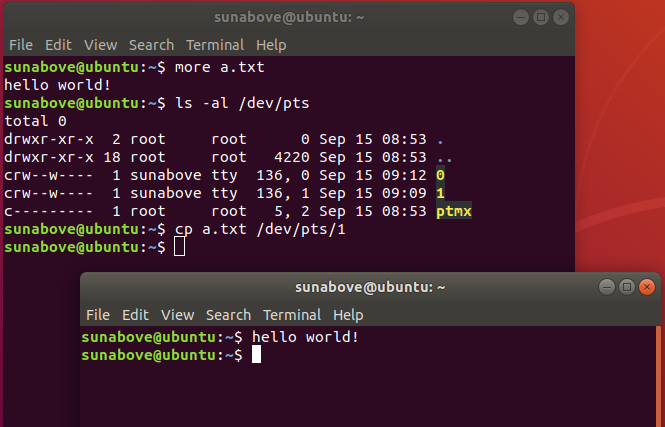 sunabove@ubuntu: ~
File Edit View Search Terminal Help
sunabove@ubuntu:~$ more a.txt
hello world!
sunabove@ubuntu:~$ ls -al /dev/pts
total 0
drwxr-xr-x  2 root     root      0 Sep 15 08:53 .
drwxr-xr-x 18 root     root   4220 Sep 15 08:53 ..
crw--w----  1 sunabove tty  136, 0 Sep 15 09:12 0
crw--w----  1 sunabove tty  136, 1 Sep 15 09:09 1
c---------  1 root     root   5, 2 Sep 15 08:53 ptmx
sunabove@ubuntu:~$ cp a.txt /dev/pts/1
sunabove@ubuntu:~$
sunabove@ubuntu: ~
File Edit View Search Terminal Help
sunabove@ubuntu:~$ hello world!
sunabove@ubuntu:~$